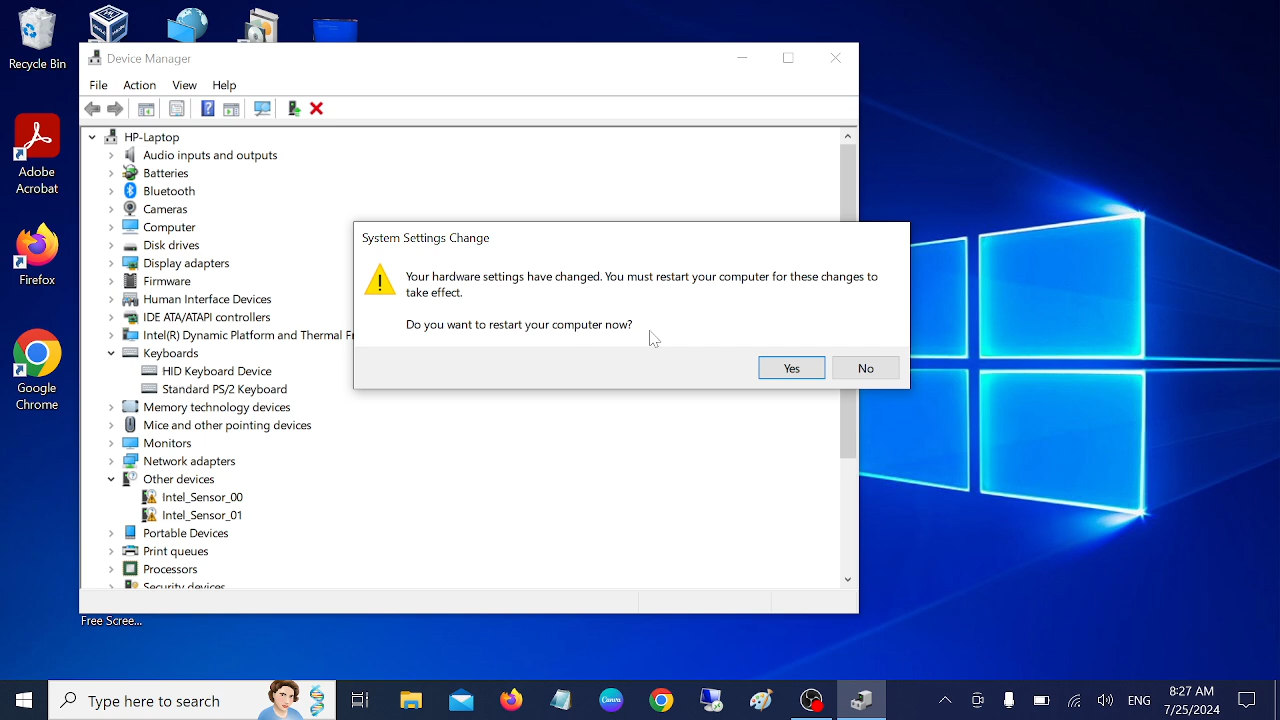 Recycle Bin
Adobe
Acrobat
Firefox
Google
Chrome
Device Manager
File Action View Help
HP-Laptop
Audio inputs and outputs
Batteries
Bluetooth
Cameras
Computer
Disk drives
Display adapters
Firmware
Human Interface Devices
IDE ATA/ATAPI controllers
Intel(R) Dynamic Platform and Thermal
Keyboards
HID Keyboard Device
Standard PS/2 Keyboard
Memory technology devices
Mice and other pointing devices
Monitors
Network adapters
Other devices
Intel_Sensor_00
Intel_Sensor_01
Portable Devices
Print queues
Processors
Security devices
System Settings Change
Your hardware settings have changed. You must restart your computer for these changes to
take effect.
Do you want to restart your computer now?
Yes No
Free Scree...
Type here to search
Canva
ENG
8:27 AM
7/25/2024